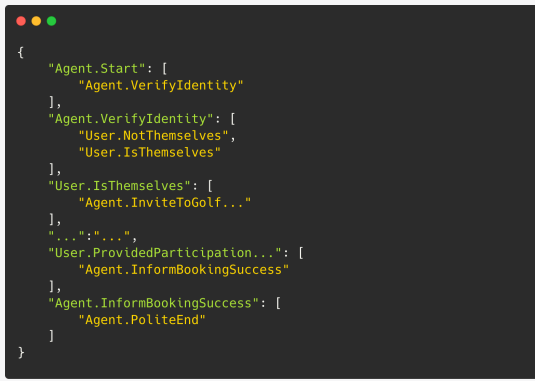 {
    "Agent.Start": [
        "Agent.VerifyIdentity"
    ],
    "Agent.VerifyIdentity": [
        "User.NotThemselves",
        "User.IsThemselves"
    ],
    "User.IsThemselves": [
        "Agent.InviteToGolf..."
    ],
    "...":"...",
    "User.ProvidedParticipation...": [
        "Agent.InformBookingSuccess"
    ],
    "Agent.InformBookingSuccess": [
        "Agent.PoliteEnd"
    ]
}